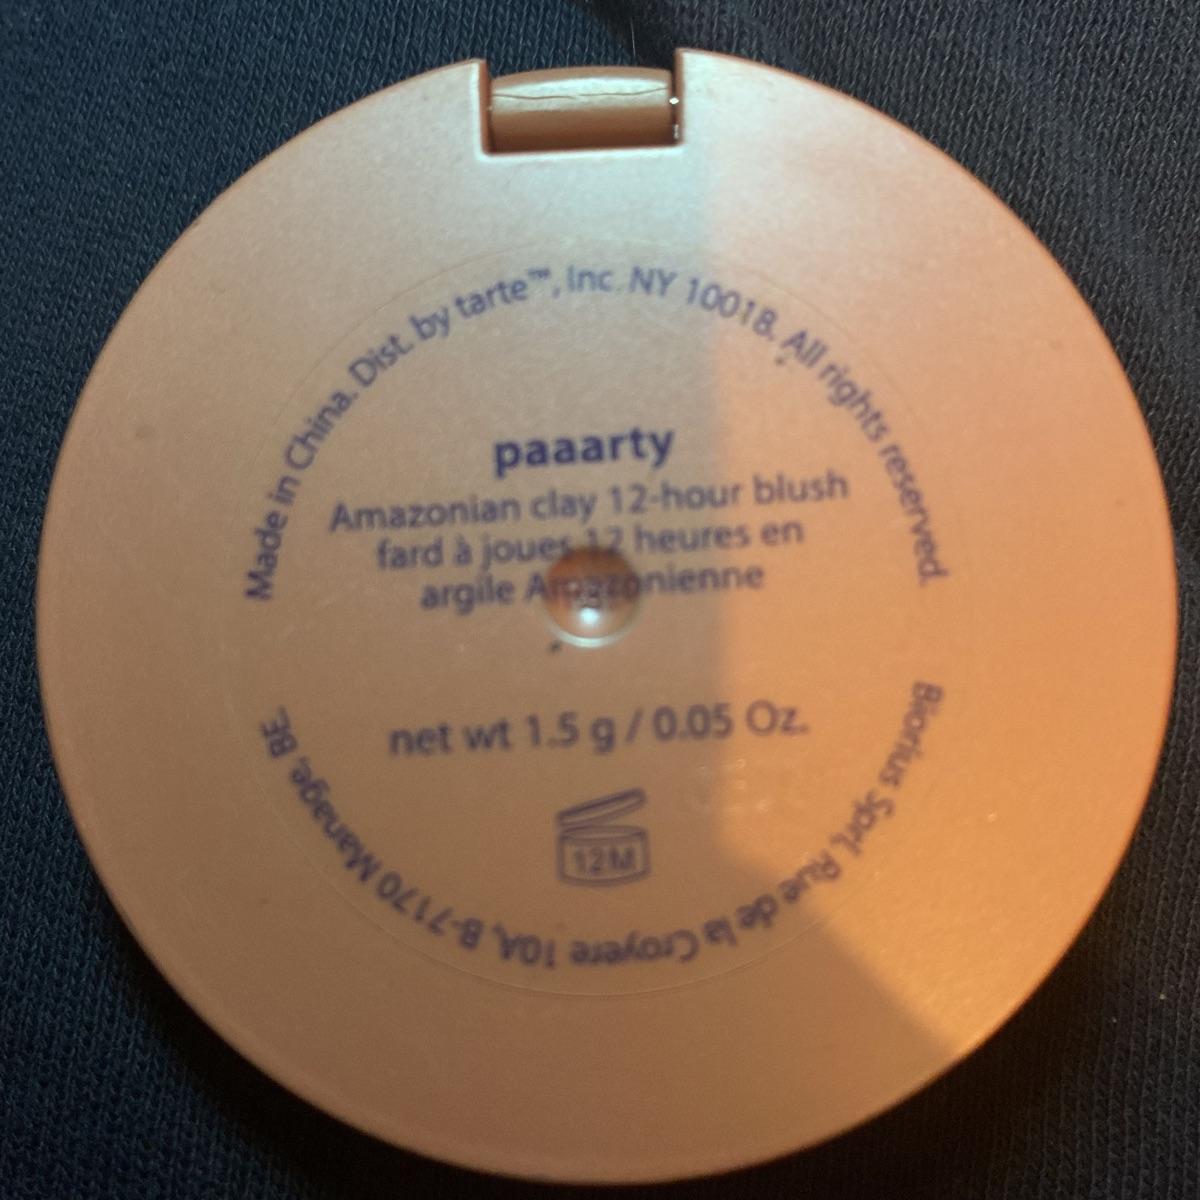 Made in China. Dist. by tarte™, Inc. NY 10018. All rights reserved.
paaarty
Amazonian clay 12-hour blush
fard à joues 12 heures en
argile Amazonienne
net wt 1.5 g / 0.05 Oz.
12M
Biorius Sprl. Rue de la Croyere 10A, B-7170 Manage, BE.